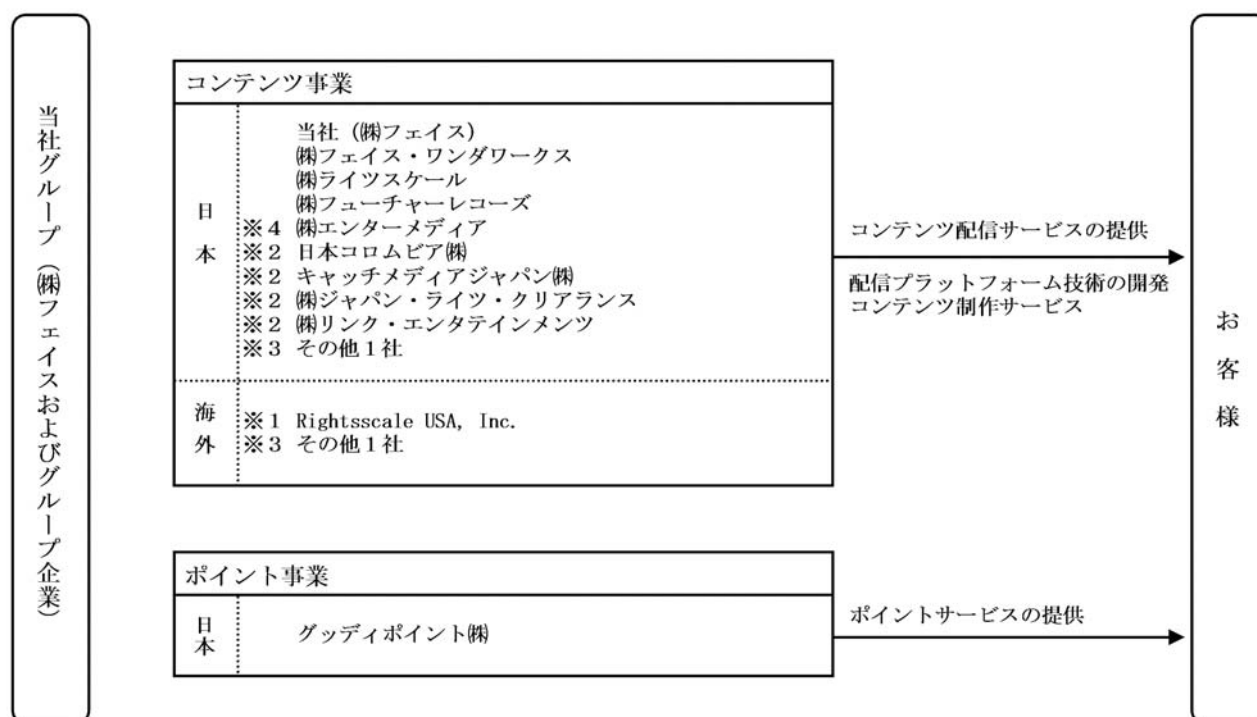 当社グループ（㈱フェイスおよびグループ企業）
コンテンツ事業
日本
当社（㈱フェイス）
㈱フェイス・ワンダワークス
㈱ライツスケール
㈱フューチャーレコーズ
※４ ㈱エンターメディア
※２ 日本コロムビア㈱
※２ キャッチメディアジャパン㈱
※２ ㈱ジャパン・ライツ・クリアランス
※２ ㈱リンク・エンタテインメンツ
※３ その他１社
海外
※１ Rightsscale USA, Inc.
※３ その他１社
コンテンツ配信サービスの提供
配信プラットフォーム技術の開発
コンテンツ制作サービス
ポイント事業
日本
グッディポイント㈱
ポイントサービスの提供
お客様